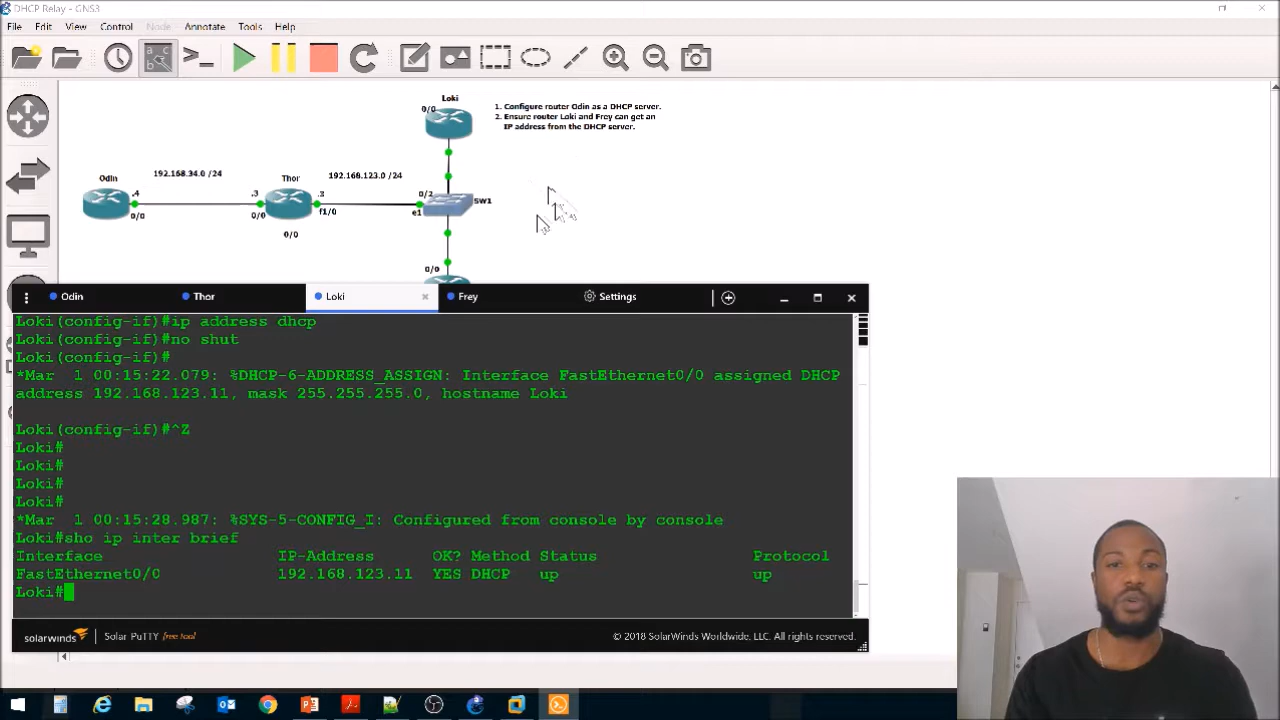 DHCP Relay - GNS3
File Edit View Control Node Annotate Tools Help
Loki
0/0
1. Configure router Odin as a DHCP server.
2. Ensure router Loki and Frey can get an
IP address from the DHCP server.
Odin
192.168.34.0 /24
Thor
192.168.123.0 /24
.4
0/0
.3
0/0
.3
f1/0
0/2
e1
SW1
0/0
0/0
Odin Thor Loki Frey Settings
Loki(config-if)#ip address dhcp
Loki(config-if)#no shut
Loki(config-if)#
*Mar 1 00:15:22.079: %DHCP-6-ADDRESS_ASSIGN: Interface FastEthernet0/0 assigned DHCP
address 192.168.123.11, mask 255.255.255.0, hostname Loki
Loki(config-if)#^Z
Loki#
Loki#
Loki#
Loki#
*Mar 1 00:15:28.987: %SYS-5-CONFIG_I: Configured from console by console
Loki#sho ip inter brief
Interface IP-Address OK? Method Status Protocol
FastEthernet0/0 192.168.123.11 YES DHCP up up
Loki#
solarwinds Solar PuTTY free tool © 2018 SolarWinds Worldwide, LLC. All rights reserved.